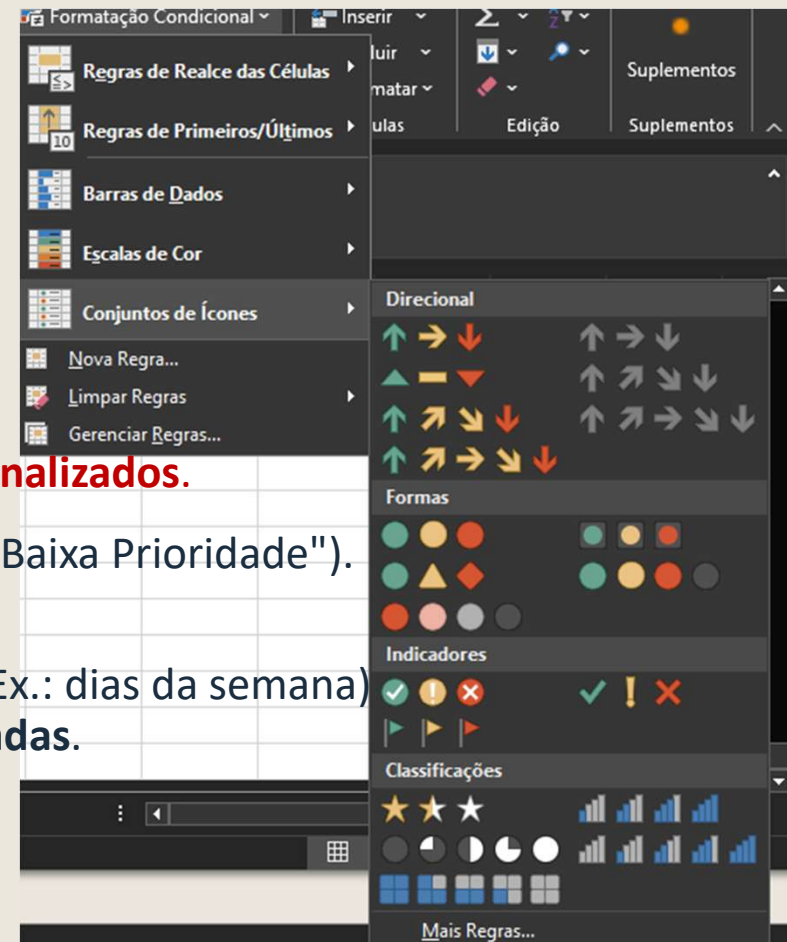 Formatação Condicional
Inserir
Regras de Realce das Células
Regras de Primeiros/Últimos
10
Barras de Dados
Escalas de Cor
Conjuntos de Ícones
Nova Regra...
Limpar Regras
Gerenciar Regras...
luir
matar
ulas
Edição
Suplementos
Suplementos
nalizados.
Baixa Prioridade").
Ex.: dias da semana)
adas.
Direcional
Formas
Indicadores
Classificações
Mais Regras...